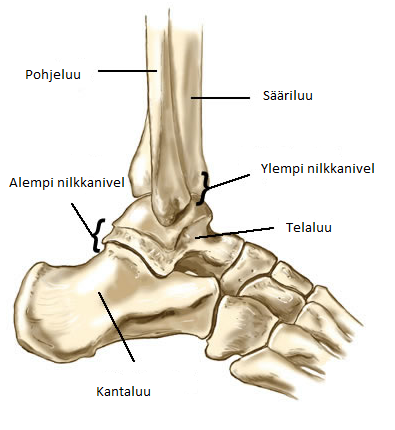 Pohjeluu
Sääriluu
Ylempi nilkkanivel
Alempi nilkkanivel
Telaluu
Kantaluu